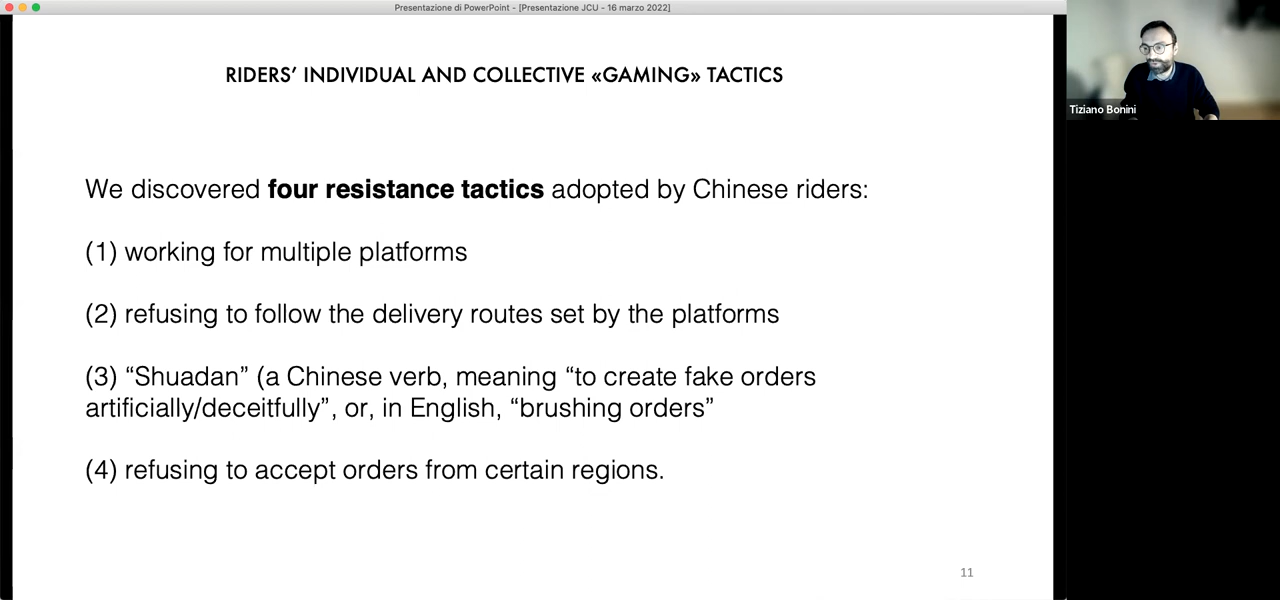 Presentazione di PowerPoint - [Presentazione JCU - 16 marzo 2022]
RIDERS’ INDIVIDUAL AND COLLECTIVE «GAMING» TACTICS
Tiziano Bonini
We discovered four resistance tactics adopted by Chinese riders:
(1) working for multiple platforms
(2) refusing to follow the delivery routes set by the platforms
(3) “Shuadan” (a Chinese verb, meaning “to create fake orders
artificially/deceitfully”, or, in English, “brushing orders”
(4) refusing to accept orders from certain regions.
11